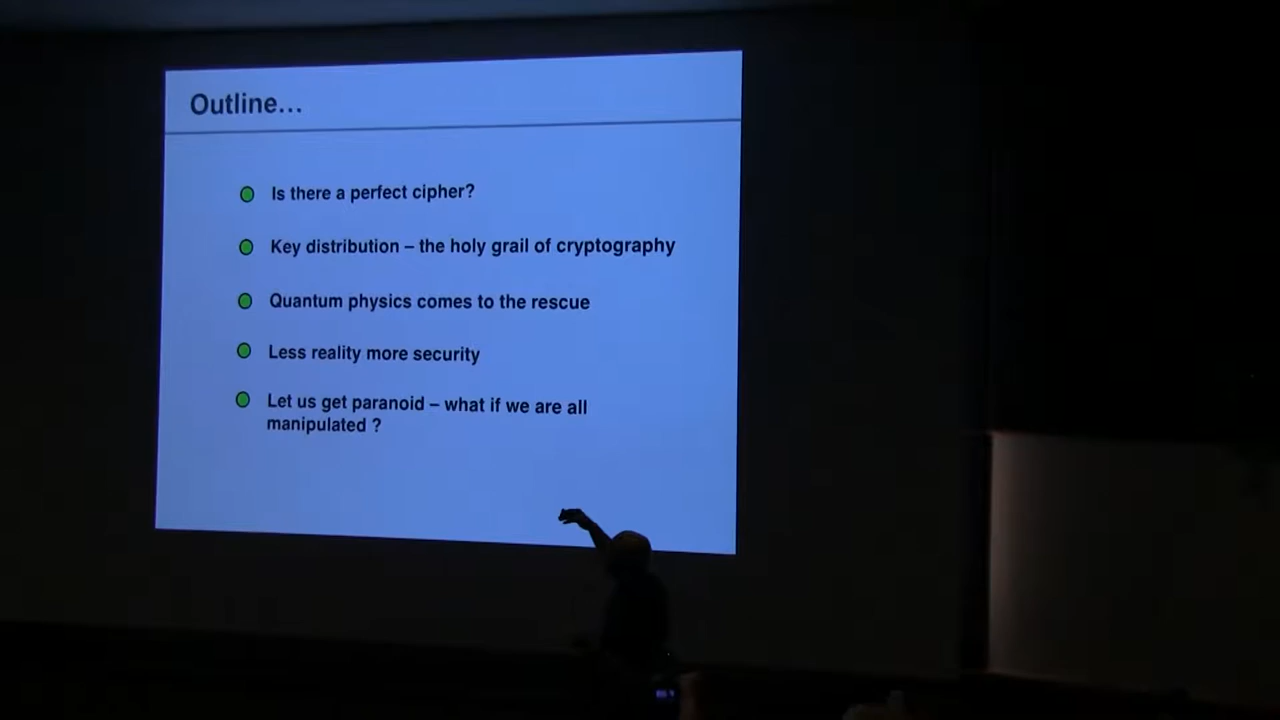 Outline...
Is there a perfect cipher?
Key distribution – the holy grail of cryptography
Quantum physics comes to the rescue
Less reality more security
Let us get paranoid – what if we are all
manipulated ?